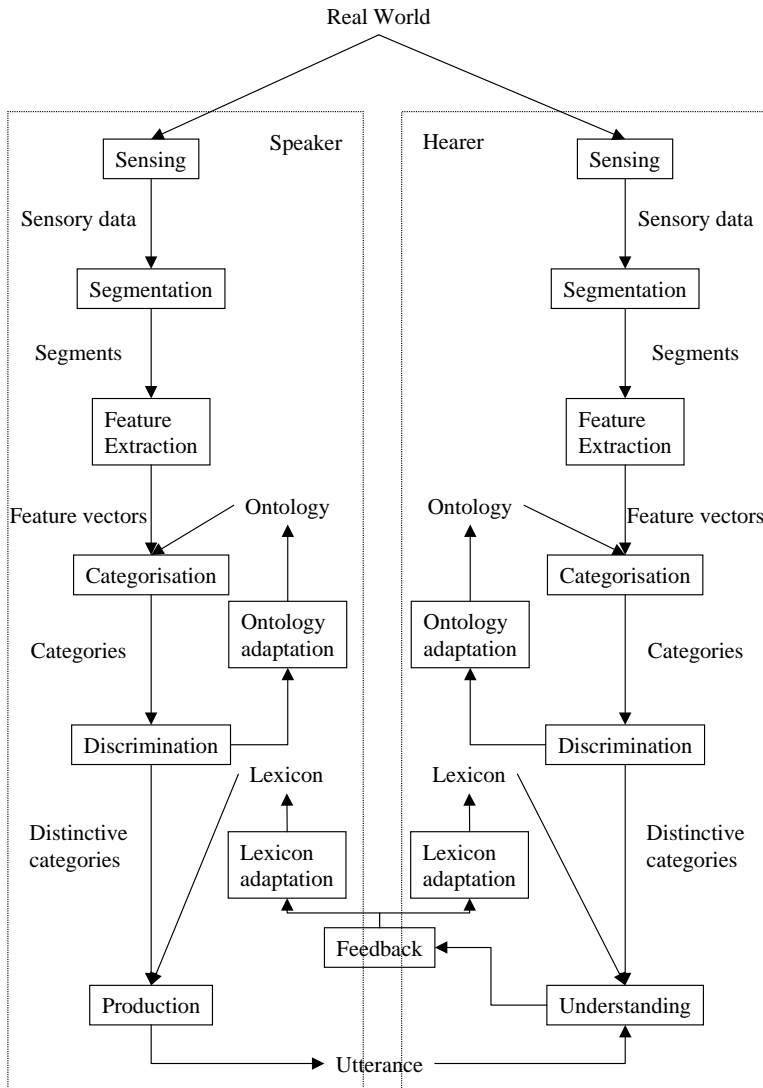 Real World
Speaker
Hearer
Sensing
Sensing
Sensory data
Sensory data
Segmentation
Segmentation
Segments
Segments
Feature
Extraction
Feature
Extraction
Feature vectors
Ontology
Ontology
Feature vectors
Categorisation
Categorisation
Categories
Ontology
adaptation
Ontology
adaptation
Categories
Discrimination
Discrimination
Lexicon
Lexicon
Distinctive
categories
Lexicon
adaptation
Lexicon
adaptation
Distinctive
categories
Feedback
Production
Understanding
Utterance